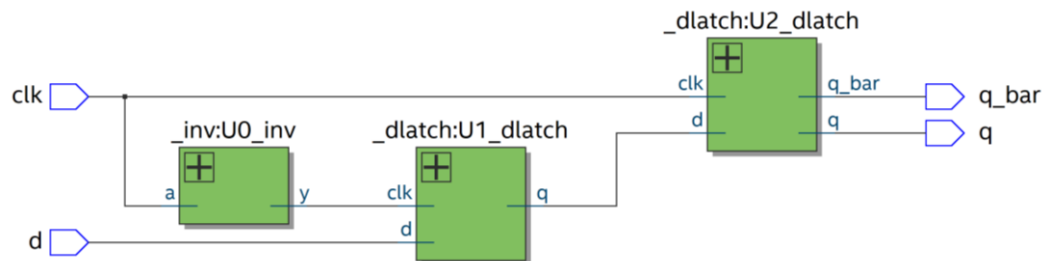 _dlatch:U2_dlatch
clk
clk
q_bar
q_bar
d
q
q
_inv:U0_inv
_dlatch:U1_dlatch
a
y
clk
q
d
d